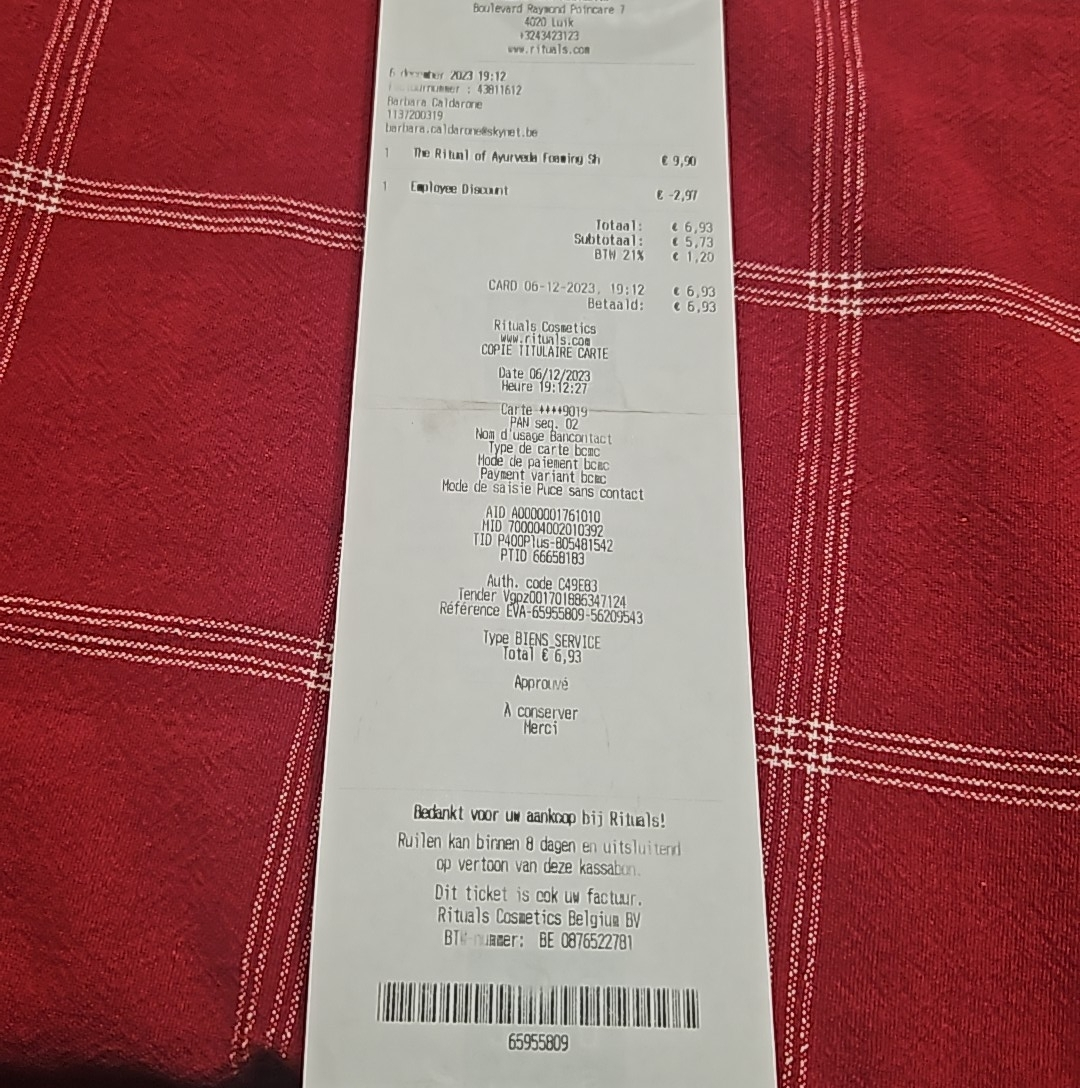 Boulevard Raymond Poincare 7
4020 Luik
+3243423123
www.rituals.com
6 december 2023 19:12
: 43811612
Barbara Caldarone
1137200319
barbara.caldarone@skynet.be
1 The Ritual of Ayurveda Foaming Sh € 9,90
1 Employee Discount € -2,97
Totaal: € 6,93
Subtotaal: € 5,73
BTW 21% € 1,20
CARD 06-12-2023, 19:12 € 6,93
Betaald: € 6,93
Rituals Cosmetics
www.rituals.com
COPIE TITULAIRE CARTE
Date 06/12/2023
Heure 19:12:27
Carte ****9019
PAN seq. 02
Nom d'usage Bancontact
Type de carte bcmc
Mode de paiement bcmc
Payment variant bcmc
Mode de saisie Puce sans contact
AID A0000001761010
MID 700004002010392
TID P400Plus-805481542
PTID 66658183
Auth. code C49E83
Tender Vgpz001701886347124
Référence EVA-65955809-56209543
Type BIENS_SERVICE
Total € 6,93
Approuvé
À conserver
Merci
Bedankt voor uw aankoop bij Rituals!
Ruilen kan binnen 8 dagen en uitsluitend
op vertoon van deze kassabon.
Dit ticket is ook uw factuur.
Rituals Cosmetics Belgium BV
BTW-nummer: BE 0876522781
65955809